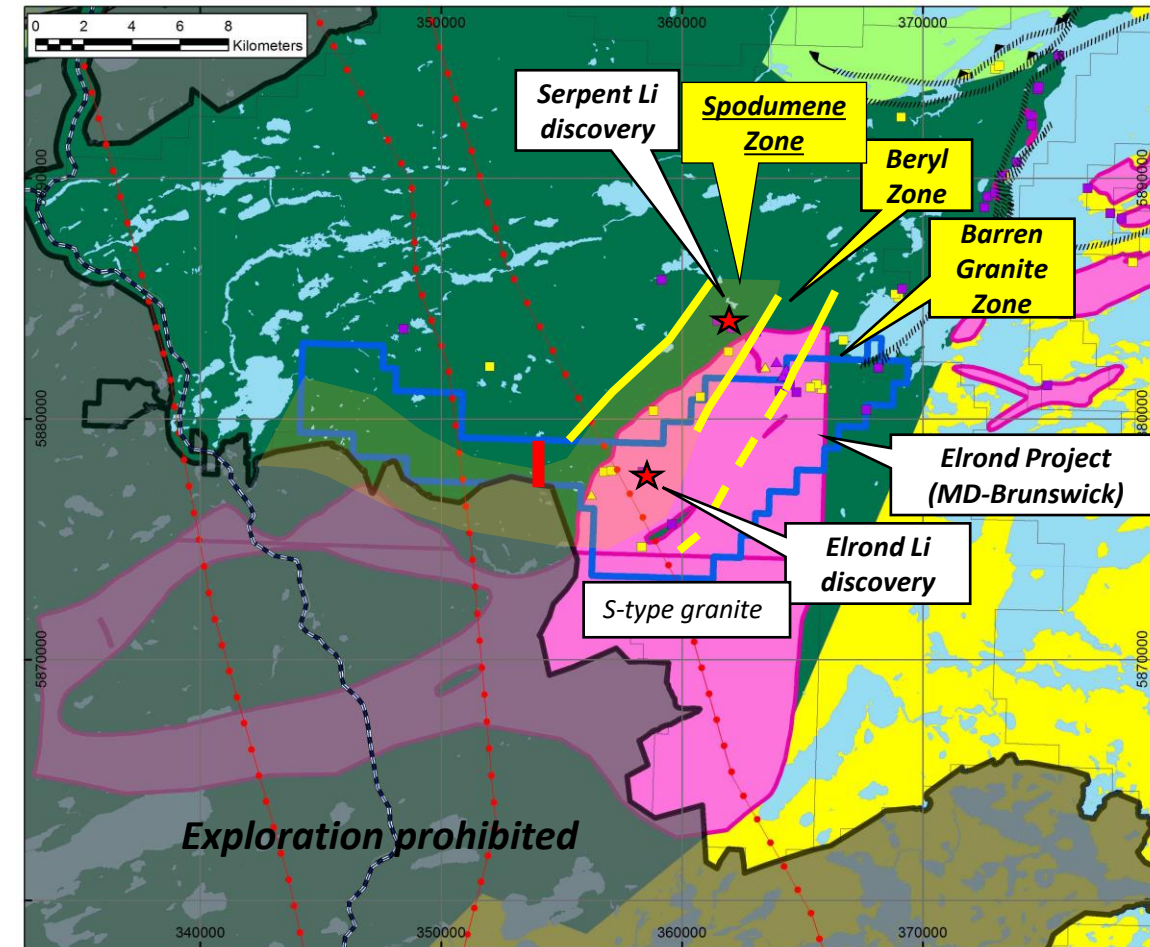 350000
360000
370000
0 2 4 6 8
Kilometers
Serpent Li
discovery
Spodumene
Zone
Beryl
Zone
Barren
Granite
Zone
5890000
5890000
5880000
5880000
Elrond Project
(MD-Brunswick)
Elrond Li
discovery
S-type granite
5870000
5870000
Exploration prohibited
340000
350000
360000
370000